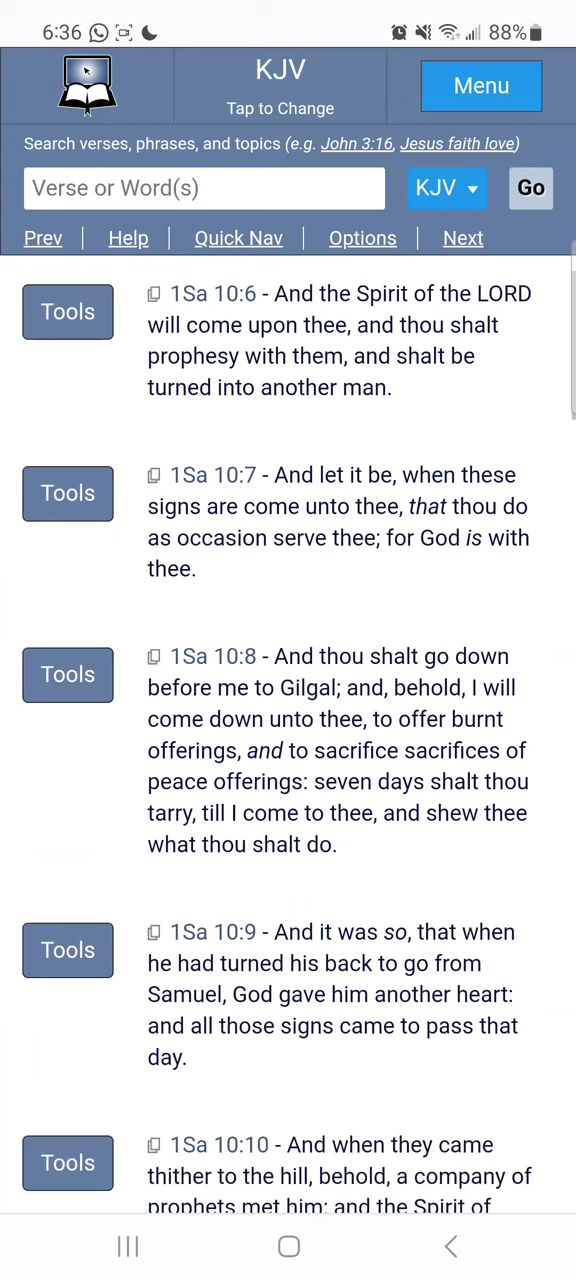 6:36 88%
KJV
Tap to Change
Menu
Search verses, phrases, and topics (e.g. John 3:16, Jesus faith love)
Verse or Word(s) KJV Go
Prev | Help | Quick Nav | Options | Next
Tools
1Sa 10:6 - And the Spirit of the LORD
will come upon thee, and thou shalt
prophesy with them, and shalt be
turned into another man.
Tools
1Sa 10:7 - And let it be, when these
signs are come unto thee, that thou do
as occasion serve thee; for God is with
thee.
Tools
1Sa 10:8 - And thou shalt go down
before me to Gilgal; and, behold, I will
come down unto thee, to offer burnt
offerings, and to sacrifice sacrifices of
peace offerings: seven days shalt thou
tarry, till I come to thee, and shew thee
what thou shalt do.
Tools
1Sa 10:9 - And it was so, that when
he had turned his back to go from
Samuel, God gave him another heart:
and all those signs came to pass that
day.
Tools
1Sa 10:10 - And when they came
thither to the hill, behold, a company of
prophets met him; and the Spirit of